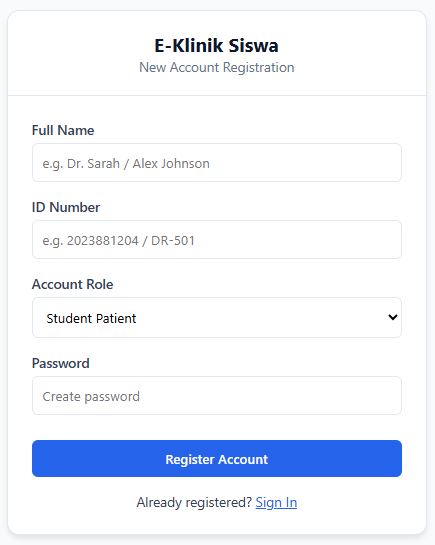 E-Klinik Siswa
New Account Registration
Full Name
e.g. Dr. Sarah / Alex Johnson
ID Number
e.g. 2023881204 / DR-501
Account Role
Student Patient
Password
Create password
Register Account
Already registered? Sign In